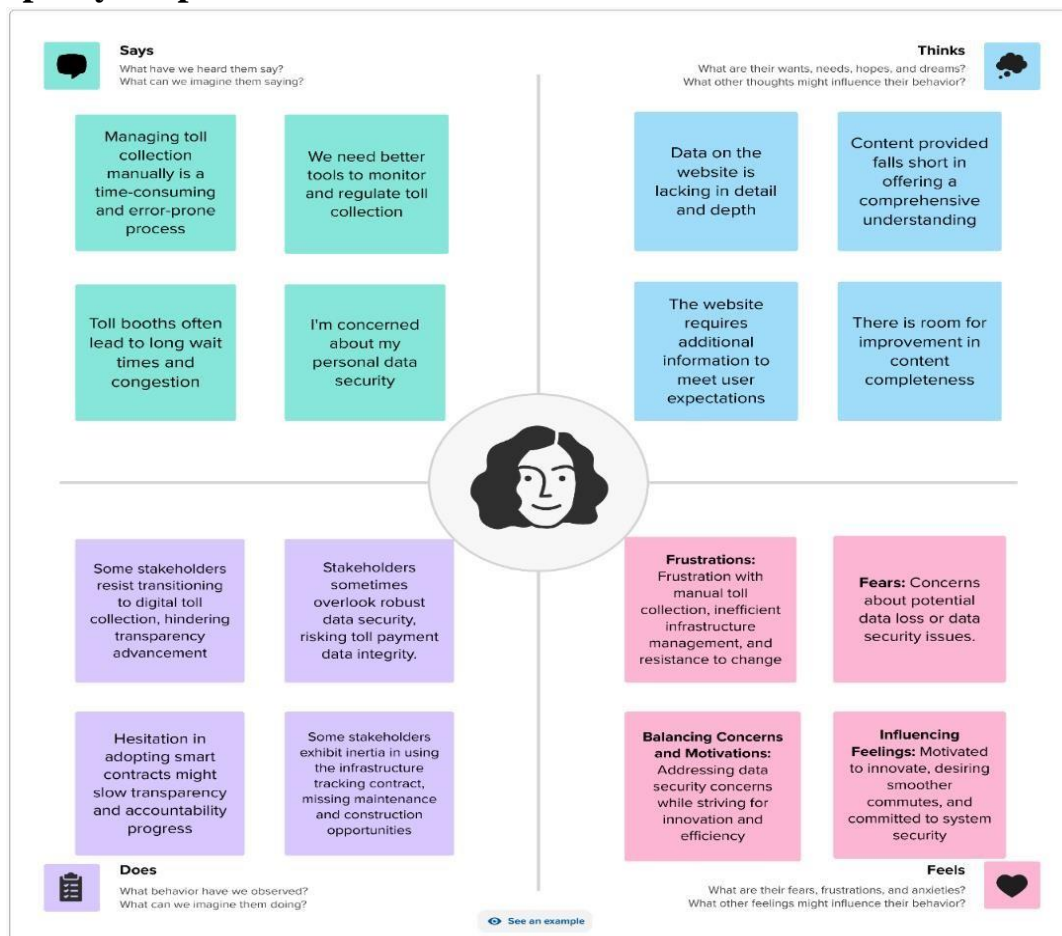 Says
What have we heard them say?
What can we imagine them saying?
Thinks
What are their wants, needs, hopes, and dreams?
What other thoughts might influence their behavior?
Managing toll
collection
manually is a
time-consuming
and error-prone
process
We need better
tools to monitor
and regulate toll
collection
Data on the
website is
lacking in detail
and depth
Content provided
falls short in
offering a
comprehensive
understanding
Toll booths often
lead to long wait
times and
congestion
I'm concerned
about my
personal data
security
The website
requires
additional
information to
meet user
expectations
There is room for
improvement in
content
completeness
Some stakeholders
resist transitioning
to digital toll
collection, hindering
transparency
advancement
Stakeholders
sometimes
overlook robust
data security,
risking toll payment
data integrity.
Frustrations:
Frustration with
manual toll
collection, inefficient
infrastructure
management, and
resistance to change
Fears: Concerns
about potential
data loss or data
security issues.
Hesitation in
adopting smart
contracts might
slow transparency
and accountability
progress
Some stakeholders
exhibit inertia in using
the infrastructure
tracking contract,
missing maintenance
and construction
opportunities
Balancing Concerns
and Motivations:
Addressing data
security concerns
while striving for
innovation and
efficiency
Influencing
Feelings: Motivated
to innovate, desiring
smoother
commutes, and
committed to system
security
Does
What behavior have we observed?
What can we imagine them doing?
Feels
What are their fears, frustrations, and anxieties?
What other feelings might influence their behavior?
See an example